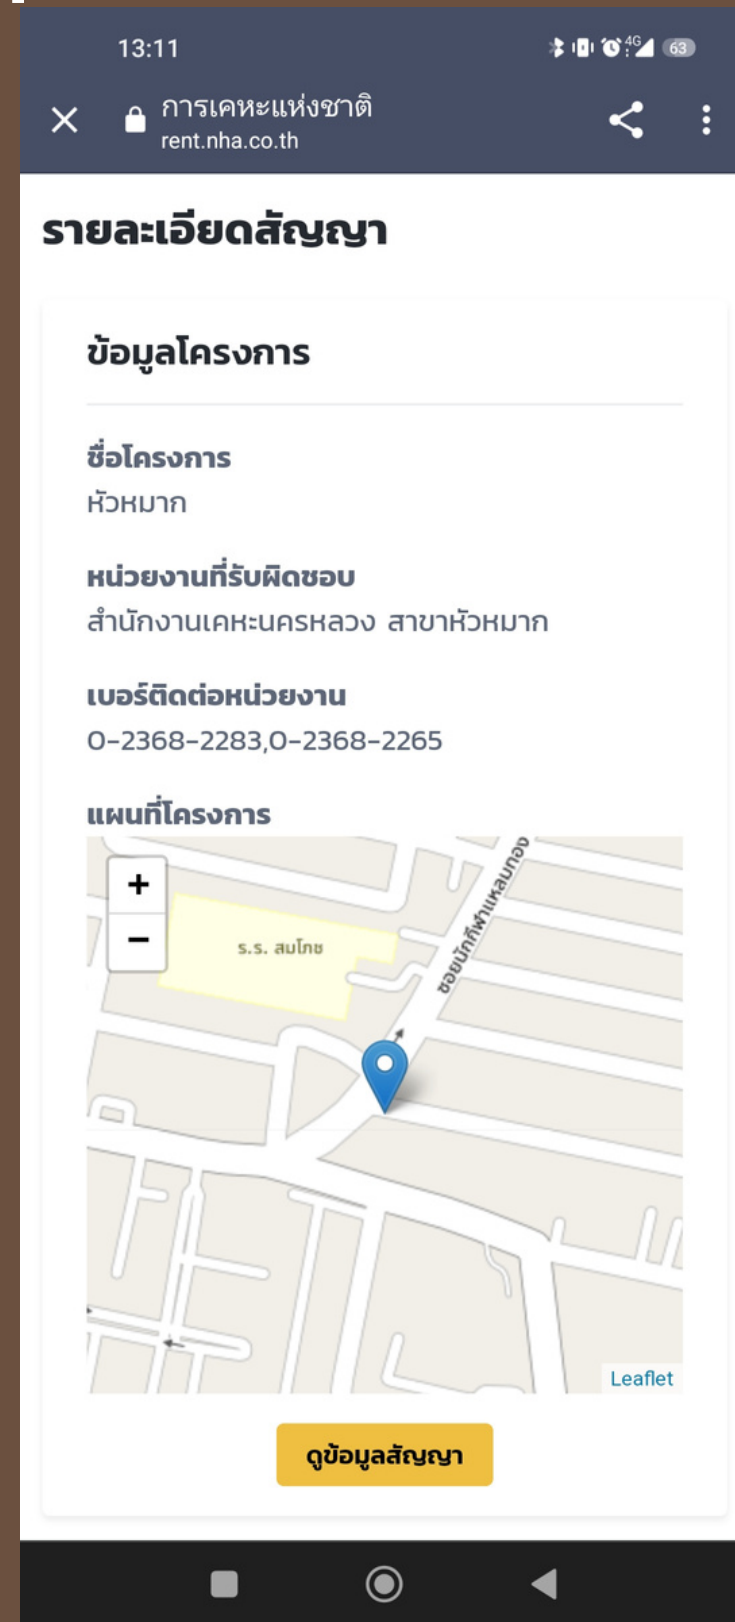 13:11
4G
63
การเคหะแห่งชาติ
rent.nha.co.th
รายละเอียดสัญญา
ข้อมูลโครงการ
ชื่อโครงการ
หัวหมาก
หน่วยงานที่รับผิดชอบ
สำนักงานเคหะนครหลวง สาขาหัวหมาก
เบอร์ติดต่อหน่วยงาน
0-2368-2283,0-2368-2265
แผนที่โครงการ
+
−
ร.ร. สมโภช
ซอยนักกีฬาแหลมทอง
Leaflet
ดูข้อมูลสัญญา